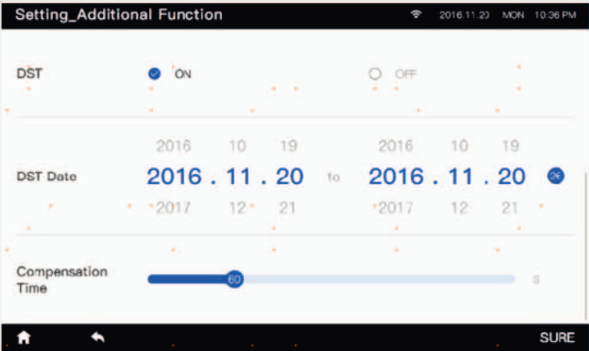 Setting_Additional Function 2016.11.20 MON 10:36 PM
DST ON OFF
2016 10 19 2016 10 19
DST Date 2016 . 11 . 20 to 2016 . 11 . 20
2017 12 21 2017 12 21
Compensation
Time
60 S
SURE